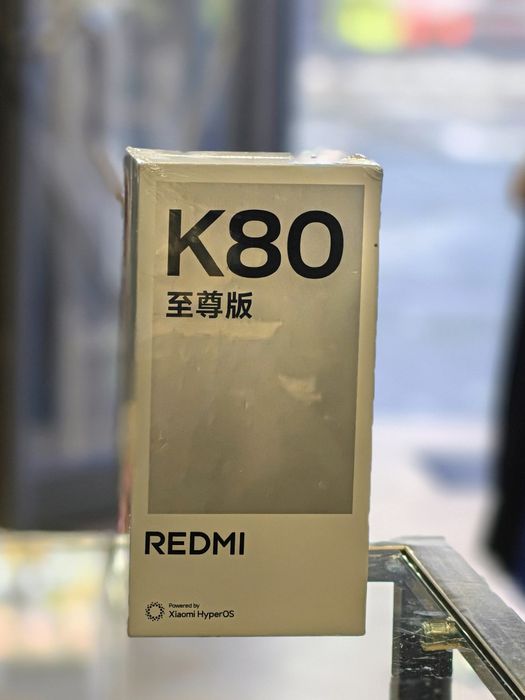 K80
至尊版
REDMI
Powered by
Xiaomi HyperOS